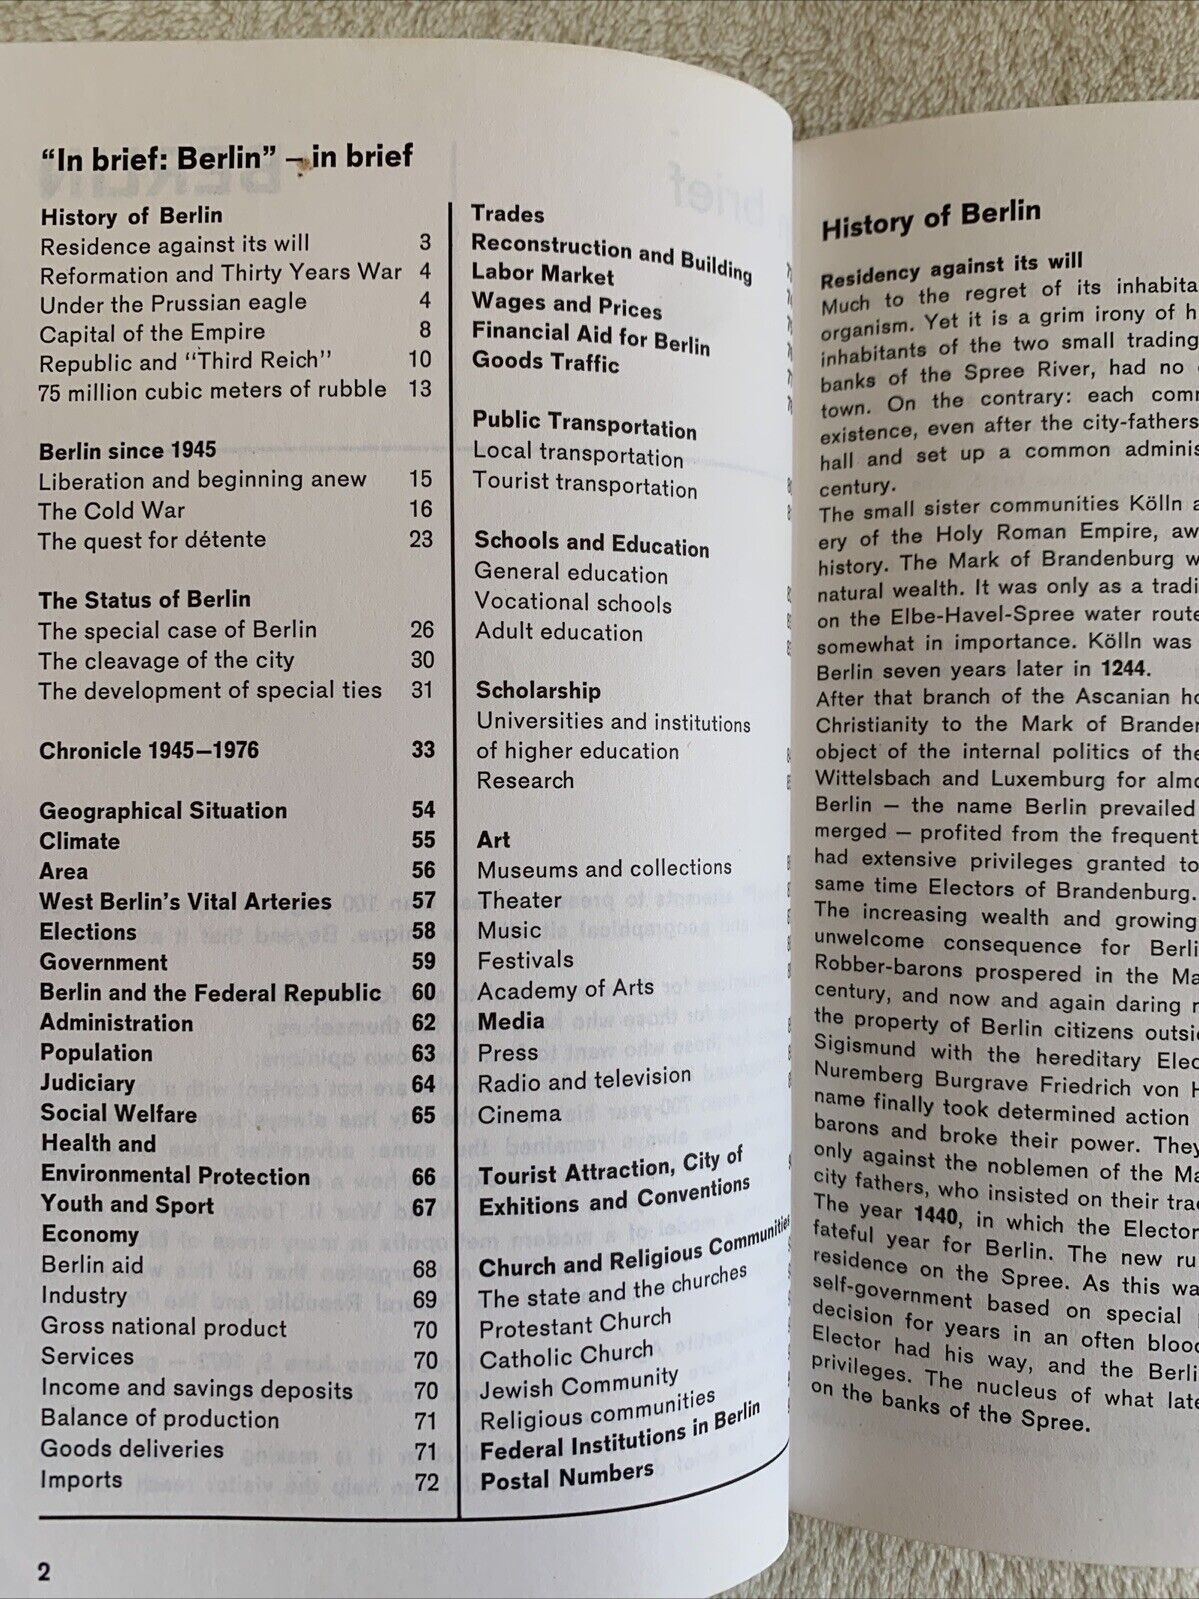 "In brief: Berlin" – in brief
History of Berlin
Residence against its will 3
Reformation and Thirty Years War 4
Under the Prussian eagle 4
Capital of the Empire 8
Republic and "Third Reich" 10
75 million cubic meters of rubble 13
Berlin since 1945
Liberation and beginning anew 15
The Cold War 16
The quest for détente 23
The Status of Berlin
The special case of Berlin 26
The cleavage of the city 30
The development of special ties 31
Chronicle 1945–1976 33
Geographical Situation 54
Climate 55
Area 56
West Berlin's Vital Arteries 57
Elections 58
Government 59
Berlin and the Federal Republic 60
Administration 62
Population 63
Judiciary 64
Social Welfare 65
Health and
Environmental Protection 66
Youth and Sport 67
Economy
Berlin aid 68
Industry 69
Gross national product 70
Services 70
Income and savings deposits 70
Balance of production 71
Goods deliveries 71
Imports 72
Trades
Reconstruction and Building
Labor Market
Wages and Prices
Financial Aid for Berlin
Goods Traffic
Public Transportation
Local transportation
Tourist transportation
Schools and Education
General education
Vocational schools
Adult education
Scholarship
Universities and institutions
of higher education
Research
Art
Museums and collections
Theater
Music
Festivals
Academy of Arts
Media
Press
Radio and television
Cinema
Tourist Attraction, City of
Exhitions and Conventions
Church and Religious Communities
The state and the churches
Protestant Church
Catholic Church
Jewish Community
Religious communities
Federal Institutions in Berlin
Postal Numbers
2
History of Berlin
Residency against its will
Much to the regret of its
organism. Yet it is a grim irony of
inhabitants of the two small trading
banks of the Spree River, had no
town. On the contrary: each
existence, even after the city-fathers
hall and set up a common
century.
The small sister communities Kölln
ery of the Holy Roman Empire,
history. The Mark of Brandenburg
natural wealth. It was only as a
on the Elbe-Havel-Spree water
somewhat in importance. Kölln was
Berlin seven years later in 1244.
After that branch of the Ascanian
Christianity to the Mark of
object of the internal politics of the
Wittelsbach and Luxemburg for
Berlin – the name Berlin prevailed
merged – profited from the frequent
had extensive privileges granted to
same time Electors of Brandenburg.
The increasing wealth and growing
unwelcome consequence for
Robber-barons prospered in the
century, and now and again daring
the property of Berlin citizens
Sigismund with the hereditary
Nuremberg Burgrave Friedrich von
name finally took determined action
barons and broke their power. They
only against the noblemen of the
city fathers, who insisted on their
The year 1440, in which the Elector
fateful year for Berlin. The new
residence on the Spree. As this
self-government based on special
decision for years in an often
Elector had his way, and the
privileges. The nucleus of what
on the banks of the Spree.